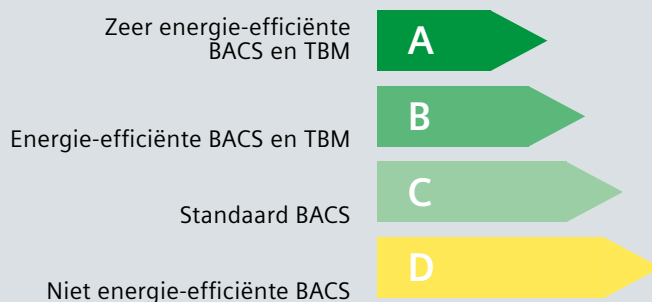 Zeer energie-efficiënte
BACS en TBM
A
Energie-efficiënte BACS en TBM
B
Standaard BACS
C
Niet energie-efficiënte BACS
D